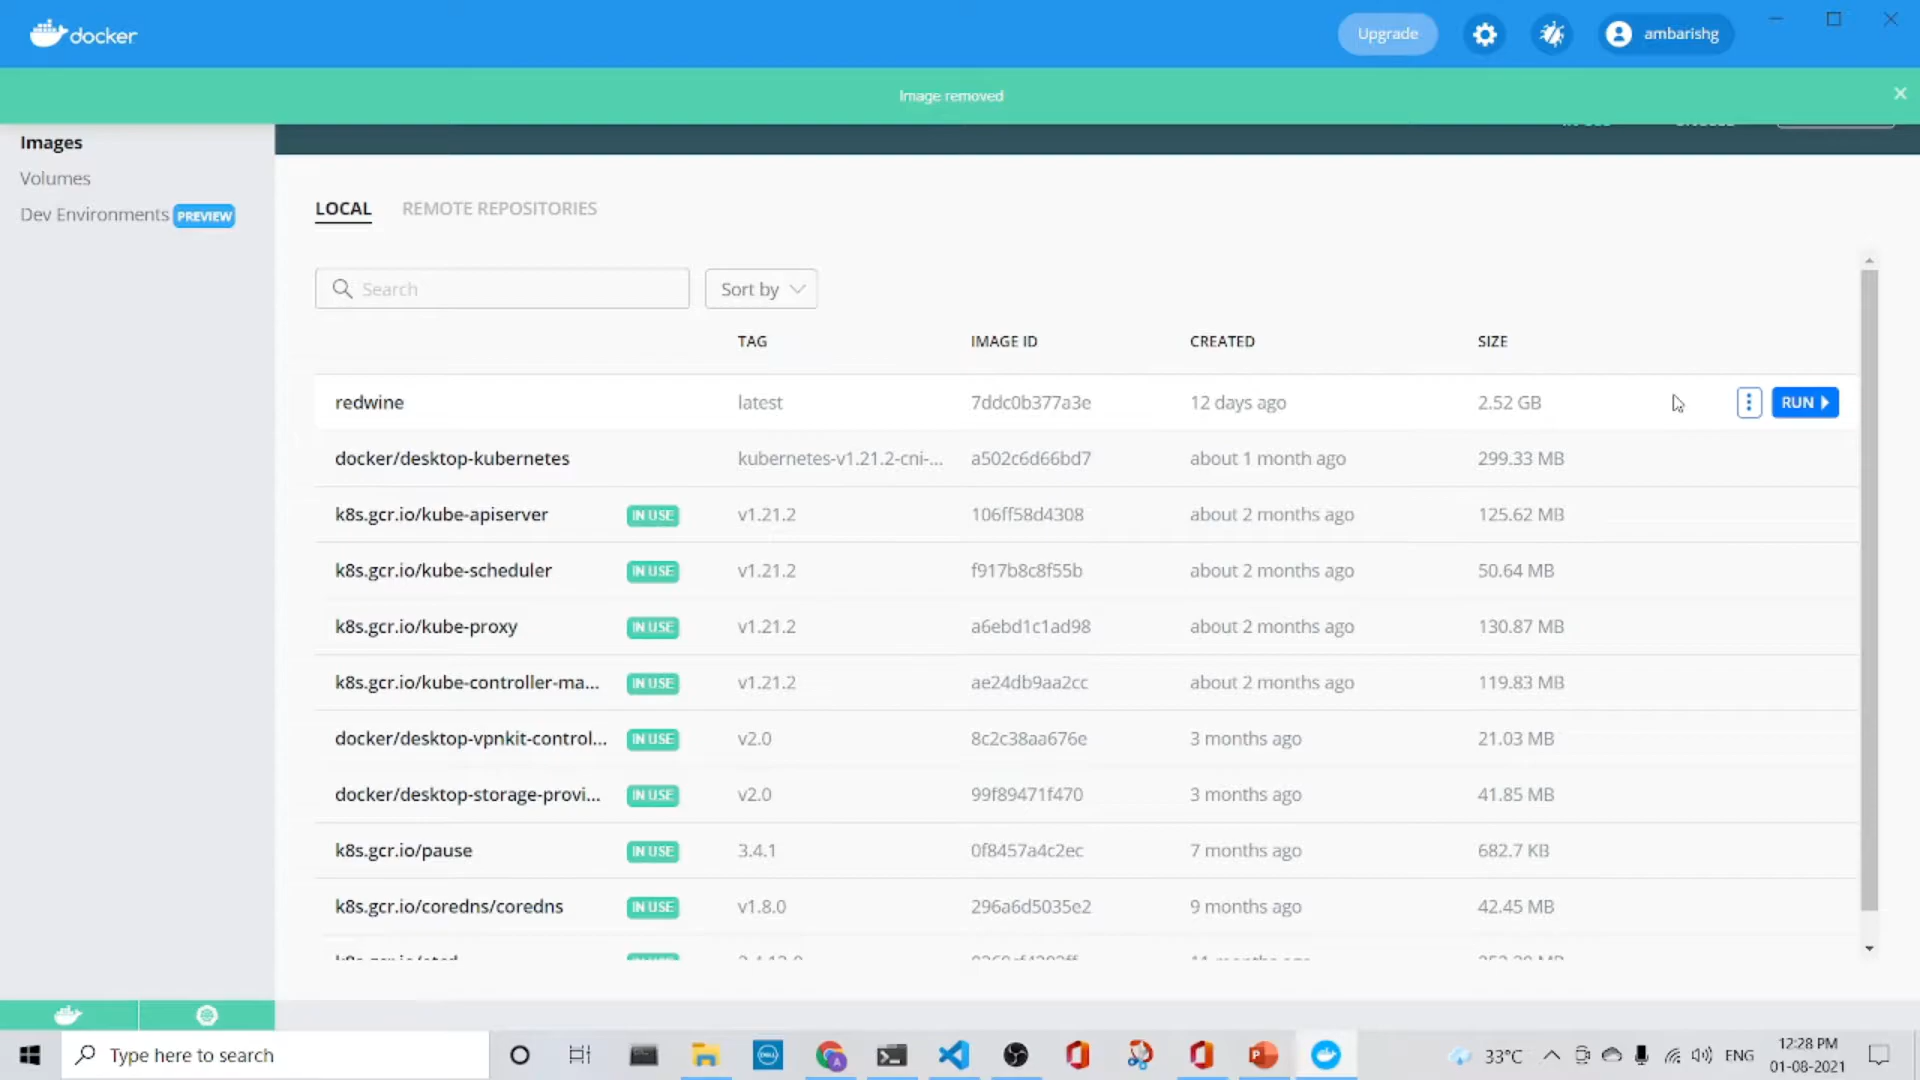 docker
Upgrade
ambarishg
Image removed
Images
Volumes
Dev Environments PREVIEW
LOCAL REMOTE REPOSITORIES
Search
Sort by
TAG IMAGE ID CREATED SIZE
redwine latest 7ddc0b377a3e 12 days ago 2.52 GB RUN
docker/desktop-kubernetes kubernetes-v1.21.2-cni-... a502c6d66bd7 about 1 month ago 299.33 MB
k8s.gcr.io/kube-apiserver IN USE v1.21.2 106ff58d4308 about 2 months ago 125.62 MB
k8s.gcr.io/kube-scheduler IN USE v1.21.2 f917b8c8f55b about 2 months ago 50.64 MB
k8s.gcr.io/kube-proxy IN USE v1.21.2 a6ebd1c1ad98 about 2 months ago 130.87 MB
k8s.gcr.io/kube-controller-ma... IN USE v1.21.2 ae24db9aa2cc about 2 months ago 119.83 MB
docker/desktop-vpnkit-control... IN USE v2.0 8c2c38aa676e 3 months ago 21.03 MB
docker/desktop-storage-provi... IN USE v2.0 99f89471f470 3 months ago 41.85 MB
k8s.gcr.io/pause IN USE 3.4.1 0f8457a4c2ec 7 months ago 682.7 KB
k8s.gcr.io/coredns/coredns IN USE v1.8.0 296a6d5035e2 9 months ago 42.45 MB
Type here to search
33°C
ENG
12:28 PM
01-08-2021